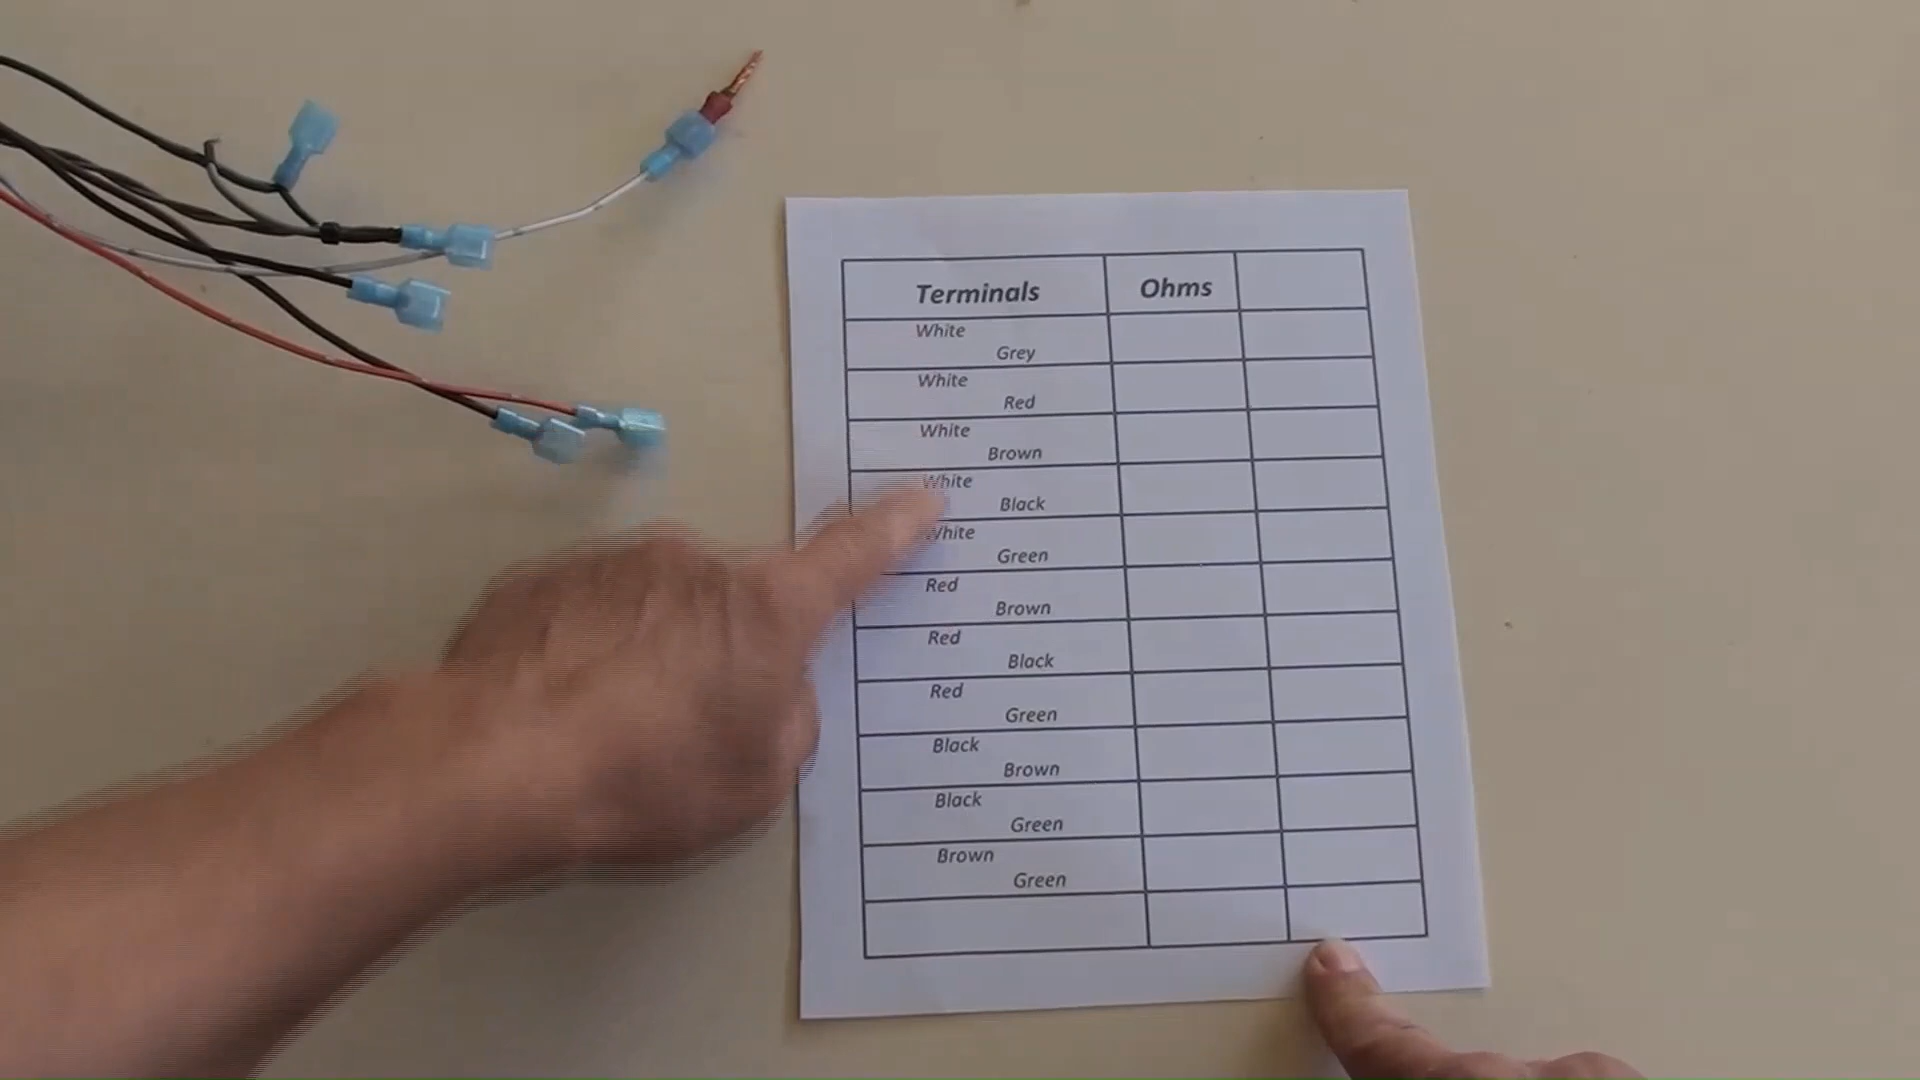 Terminals Ohms
White
Grey
White
Red
White
Brown
White
Black
White
Green
Red
Brown
Red
Black
Red
Green
Black
Brown
Black
Green
Brown
Green